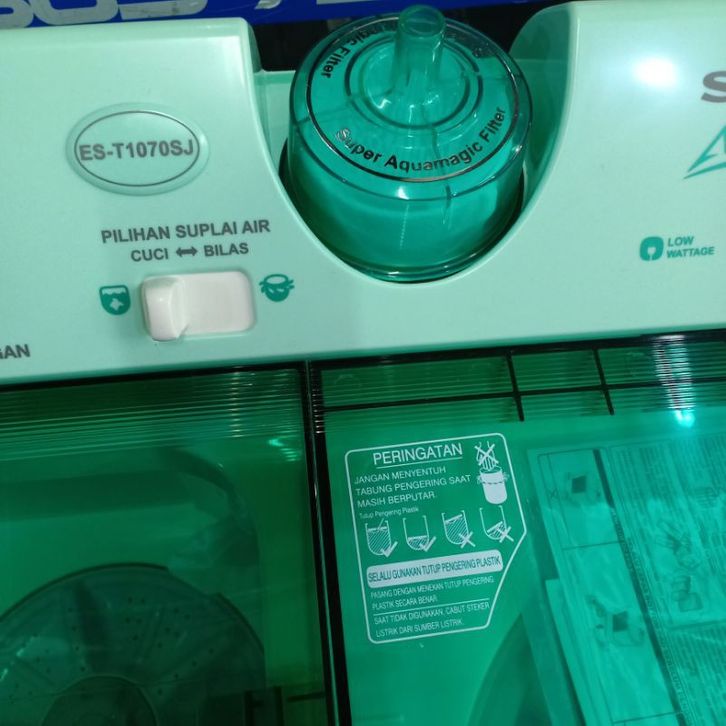 Super Aquamagic Filter
ES-T1070SJ
PILIHAN SUPLAI AIR
CUCI ⇔ BILAS
LOW
WATTAGE
PERINGATAN
JANGAN MENYENTUH
TABUNG PENGERING SAAT
MASIH BERPUTAR.
Tutup Pengering Plastik
SELALU GUNAKAN TUTUP PENGERING PLASTIK
PASANG DENGAN MENEKAN TUTUP PENGERING
PLASTIK SECARA BENAR.
SAAT TIDAK DIGUNAKAN, CABUT STEKER
LISTRIK DARI SUMBER LISTRIK.